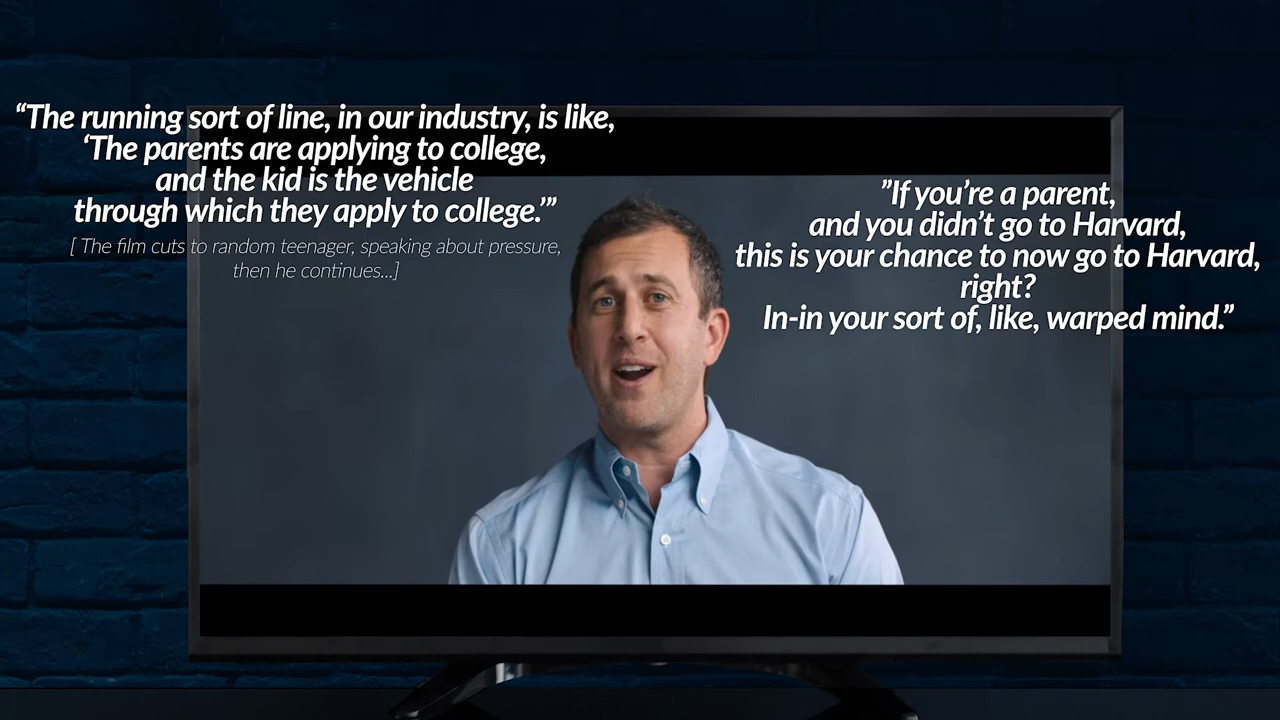 “The running sort of line, in our industry, is like,
‘The parents are applying to college,
and the kid is the vehicle
through which they apply to college.’”
[ The film cuts to random teenager, speaking about pressure,
then he continues...]
”If you’re a parent,
and you didn’t go to Harvard,
this is your chance to now go to Harvard,
right?
In-in your sort of, like, warped mind.”